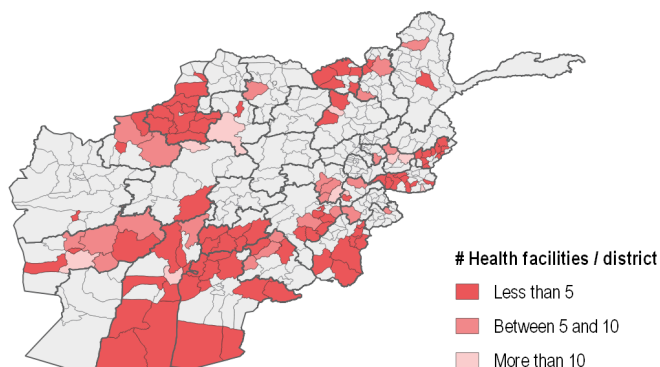 # Health facilities / district
Less than 5
Between 5 and 10
More than 10